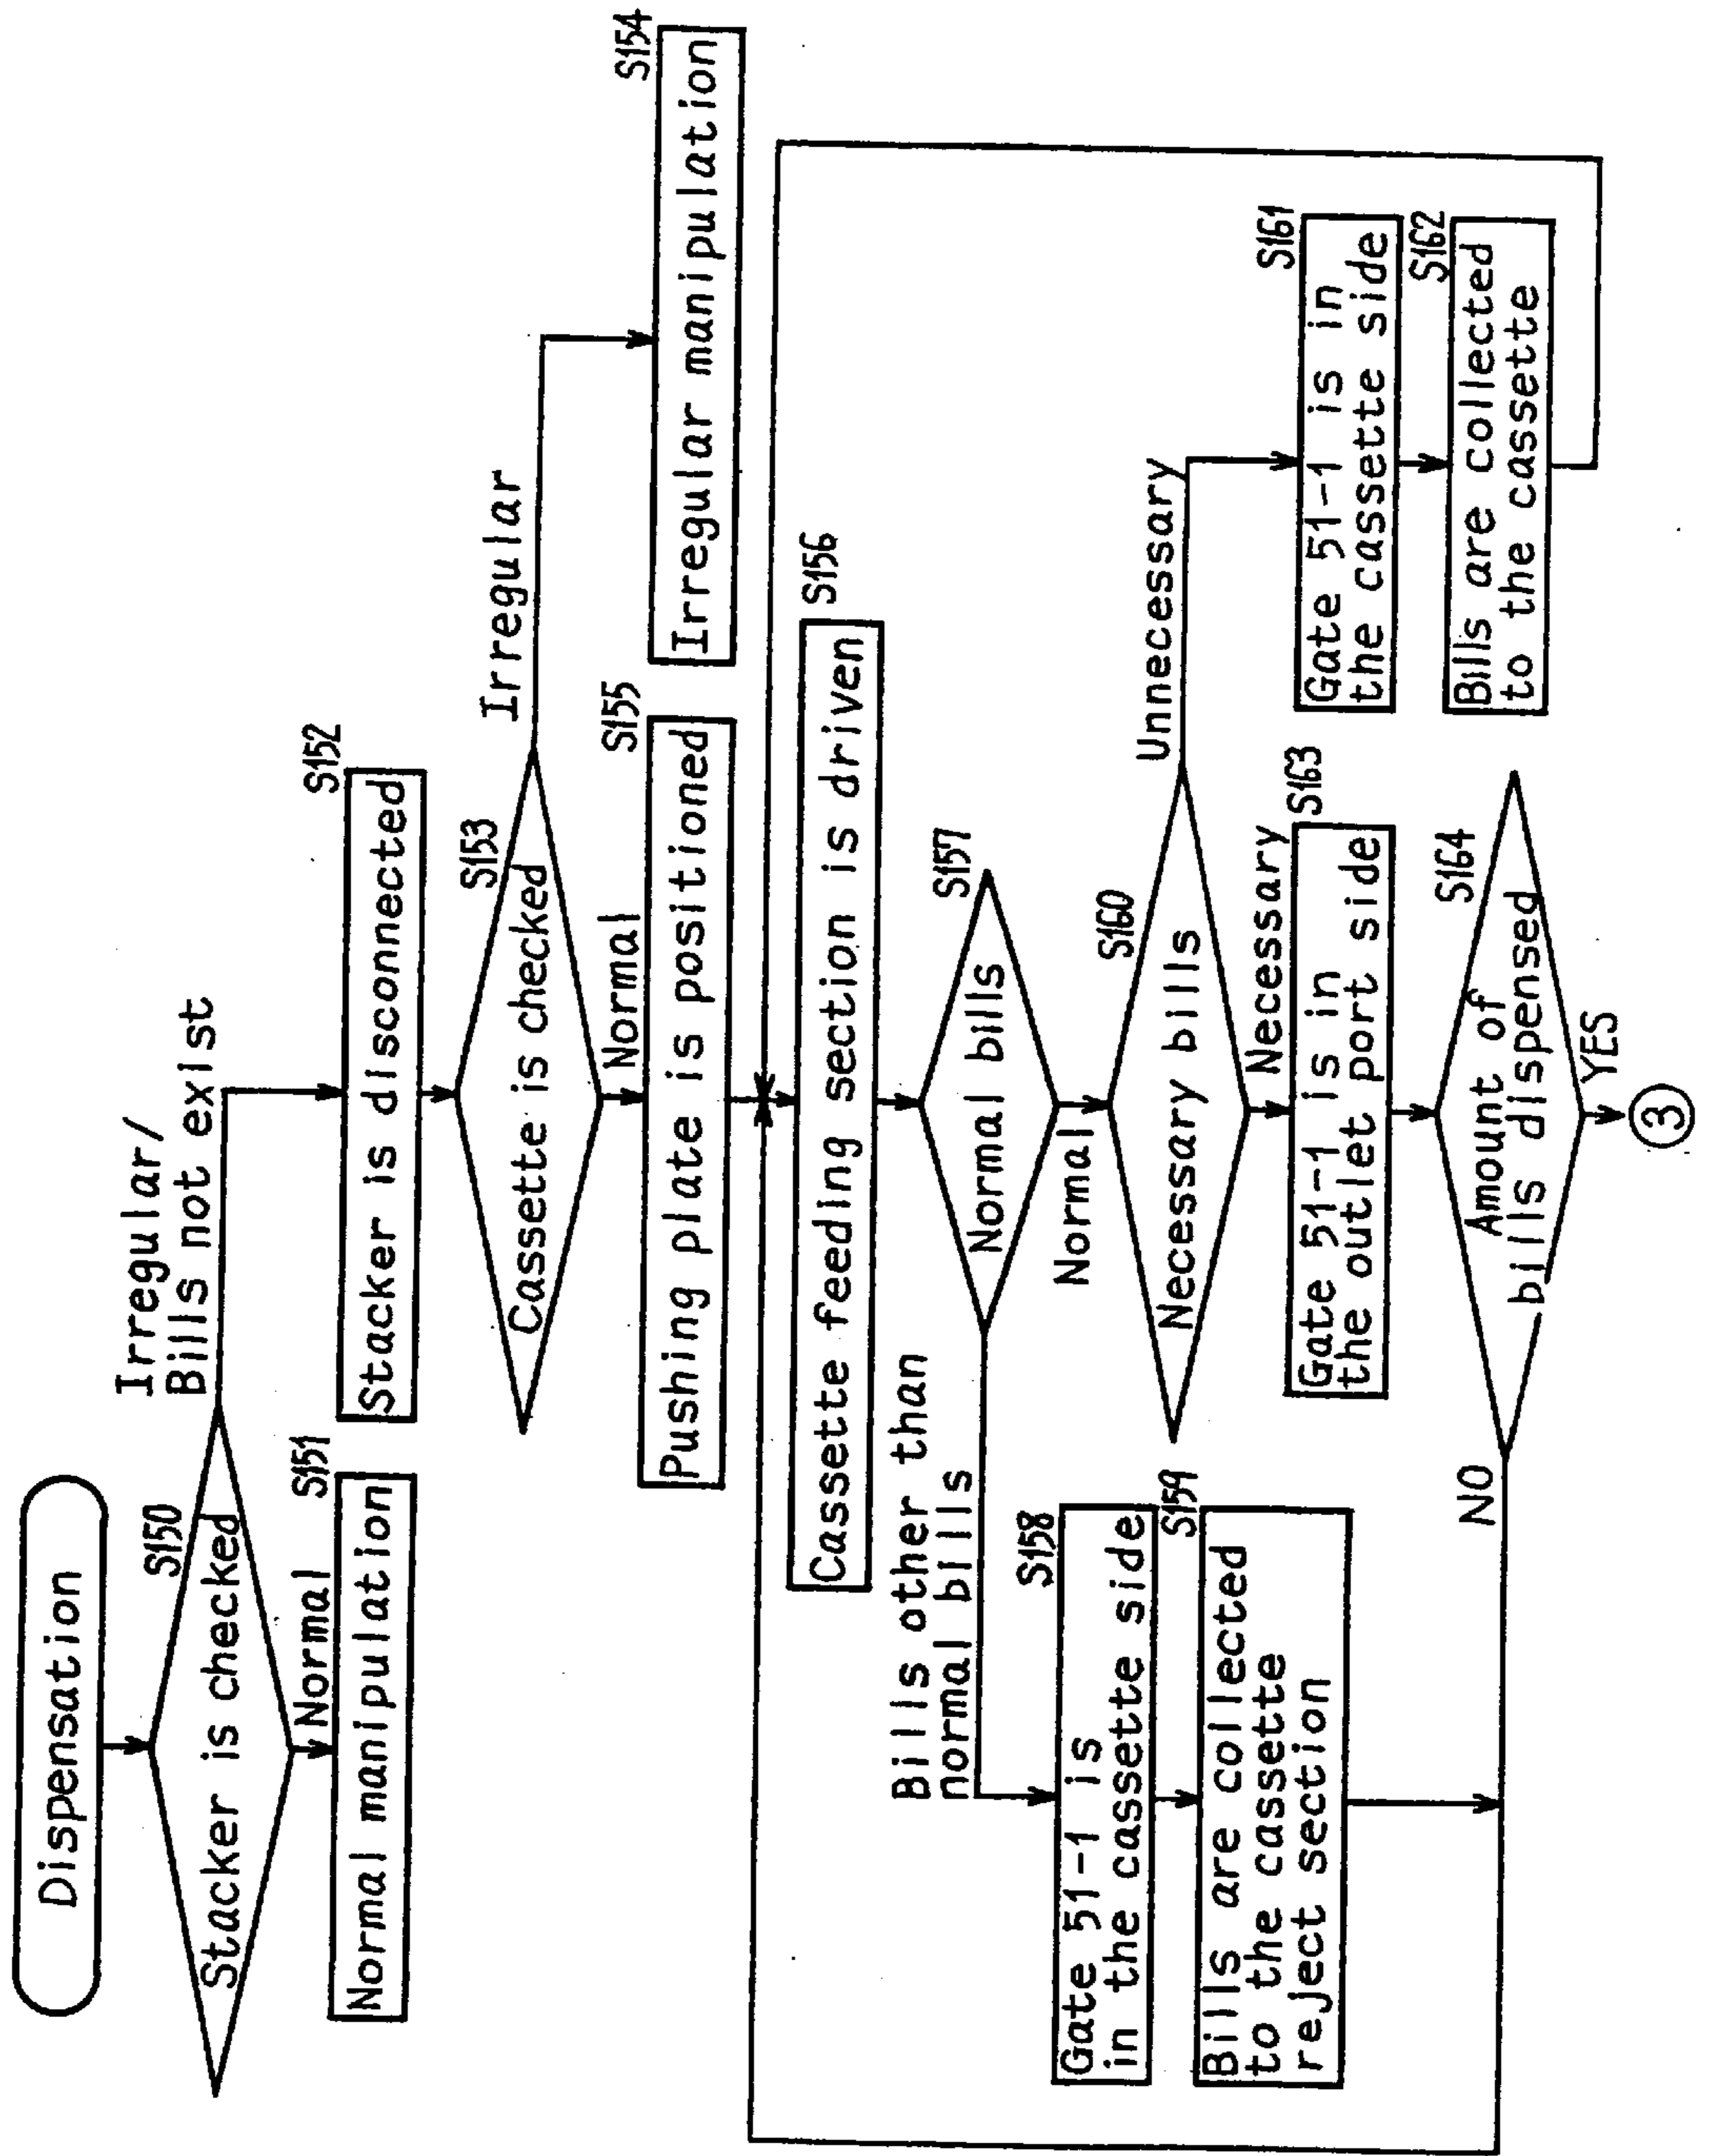 Dispensation
S150
Stacker is checked
Irregular/
Bills not exist
Normal
S151
Normal manipulation
S152
Stacker is disconnected
S153
Cassette is checked
Irregular
S154
Irregular manipulation
Normal
S155
Pushing plate is positioned
S156
Cassette feeding section is driven
S157
Normal bills
Bills other than
normal bills
S158
Gate 51-1 is
in the cassette side
S159
Bills are collected
to the cassette
reject section
Normal
S160
Necessary bills
Unnecessary
S161
Gate 51-1 is in
the cassette side
S162
Bills are collected
to the cassette
Necessary
S163
Gate 51-1 is in
the outlet port side
S164
Amount of
bills dispensed
NO
YES
3